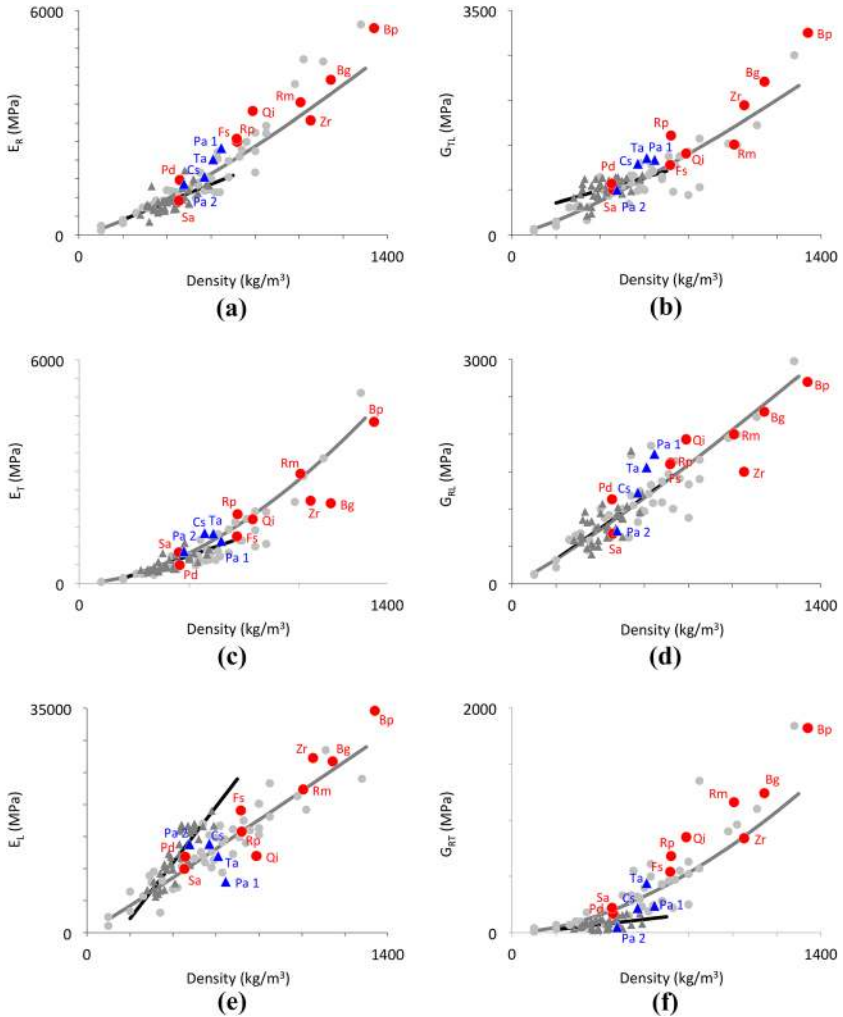 6000
Bp
Bg
Rm
Qi
Zr
Fs
Rp
Pa 1
Ta
Pd
Cs
Pa 2
Sa
E_R (MPa)
0
0
1400
Density (kg/m³)
(a)
3500
Bp
Bg
Zr
Rp
Rm
Ta
Pa 1
Qi
Cs
Fs
Pd
Sa
Pa 2
G_TL (MPa)
0
0
1400
Density (kg/m³)
(b)
6000
Bp
Rm
Zr
Bg
Rp
Qi
Cs
Ta
Pa 2
Fs
Sa
Pa 1
Pd
E_T (MPa)
0
0
1400
Density (kg/m³)
(c)
3000
Bp
Bg
Rm
Qi
Pa 1
Zr
Ta
Rp
Fs
Pd
Cs
Pa 2
Sa
G_RL (MPa)
0
0
1400
Density (kg/m³)
(d)
35000
Bp
Zr
Bg
Rm
Fs
Pa 2
Cs
Rp
Pd
Ta
Qi
Sa
Pa 1
E_L (MPa)
0
0
1400
Density (kg/m³)
(e)
2000
Bp
Bg
Rm
Zr
Rp
Qi
Fs
Ta
Sa
Cs
Pa 1
Pd
Pa 2
G_RT (MPa)
0
0
1400
Density (kg/m³)
(f)